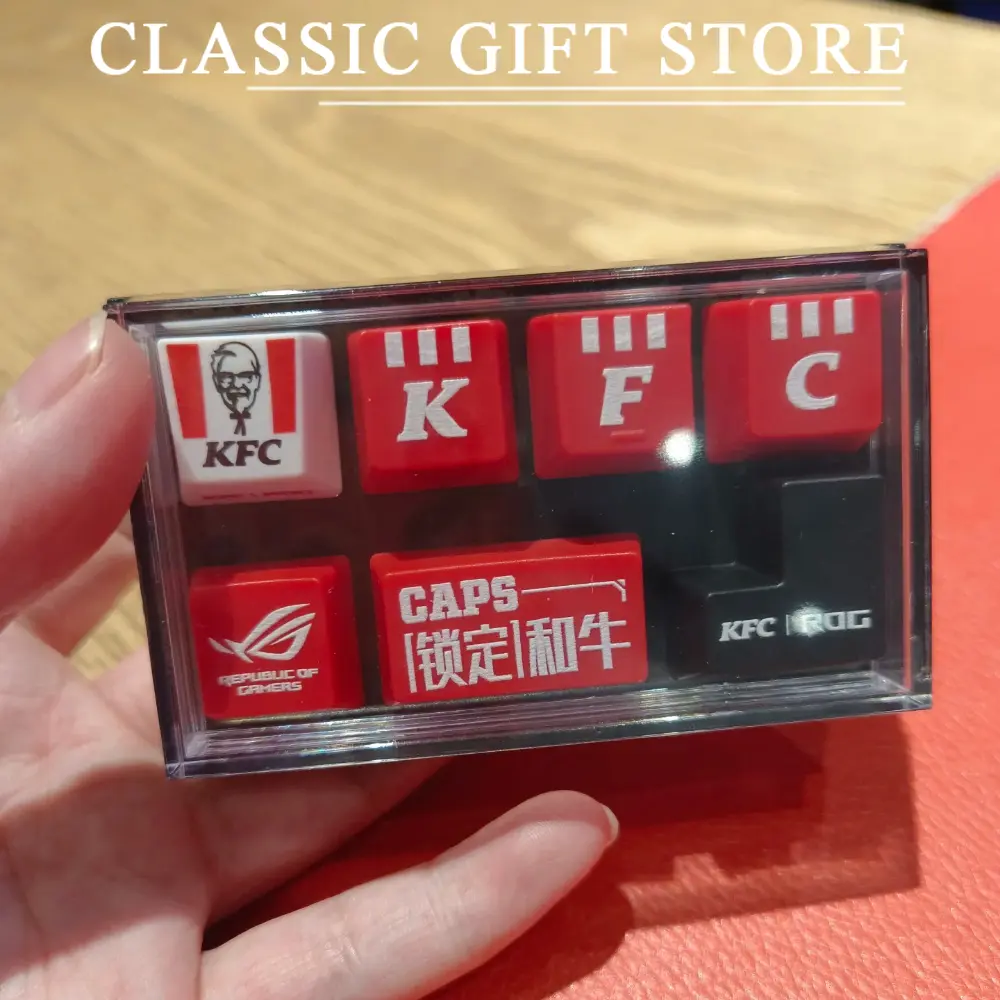 CLASSIC GIFT STORE
KFC
K
F
C
REPUBLIC OF
GAMERS
CAPS
锁定和牛
KFC | ROG